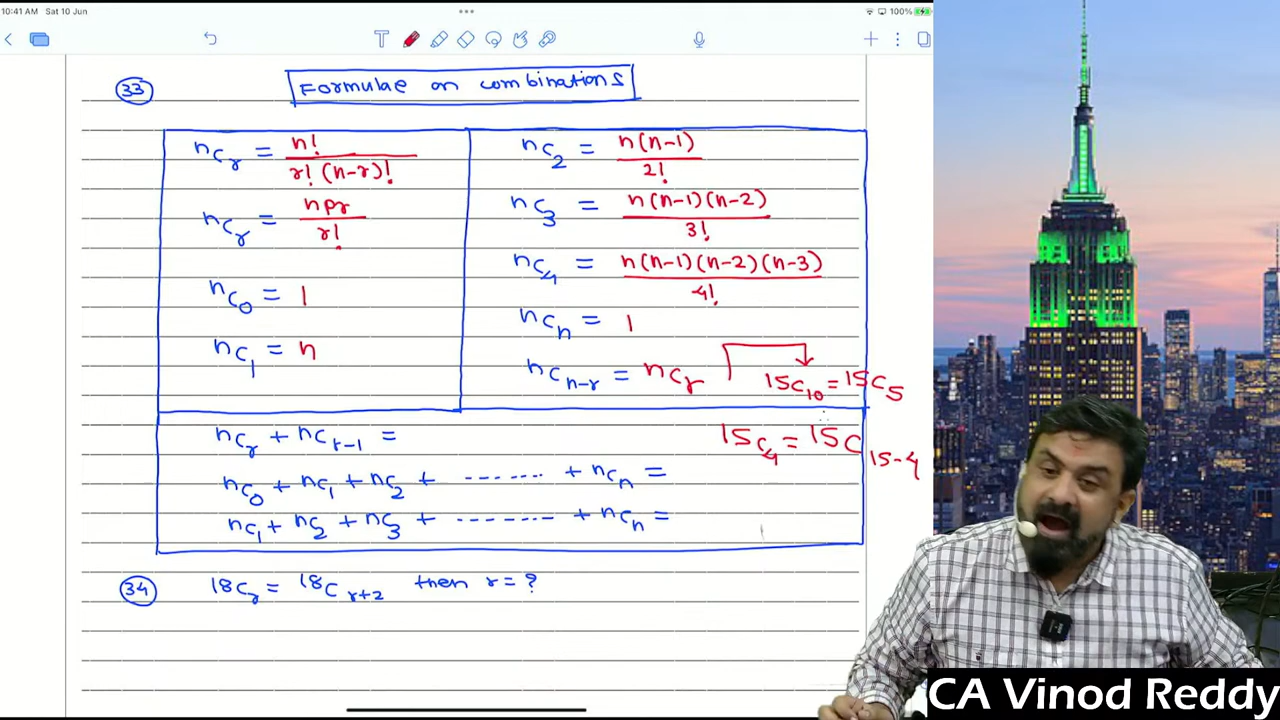 10:41 AM Sat 10 Jun
100%
33
Formulae on combinations
nCr = n! / r! (n-r)!
nCr = nPr / r!
nC0 = 1
nC1 = n
nC2 = n(n-1) / 2!
nC3 = n(n-1)(n-2) / 3!
nC4 = n(n-1)(n-2)(n-3) / 4!
nCn = 1
nCn-r = nCr
15C10 = 15C5
15C4 = 15C15-4
nCr + nCr-1 =
nC0 + nC1 + nC2 + ....... + nCn =
nC1 + nC2 + nC3 + ........ + nCn =
34
18Cr = 18Cr+2 then r = ?
CA Vinod Reddy